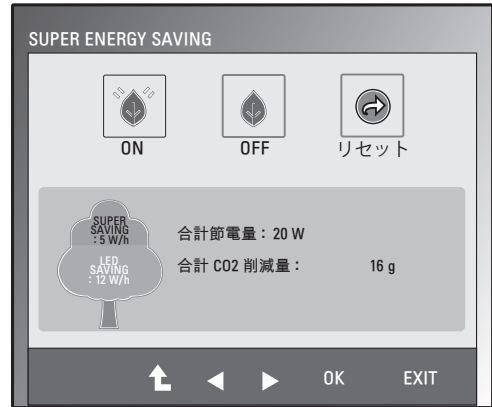 SUPER ENERGY SAVING
ON
OFF
リセット
SUPER
SAVING
: 5 W/h
LED
SAVING
: 12 W/h
合計節電量：20 W
合計 CO2 削減量： 16 g
OK
EXIT